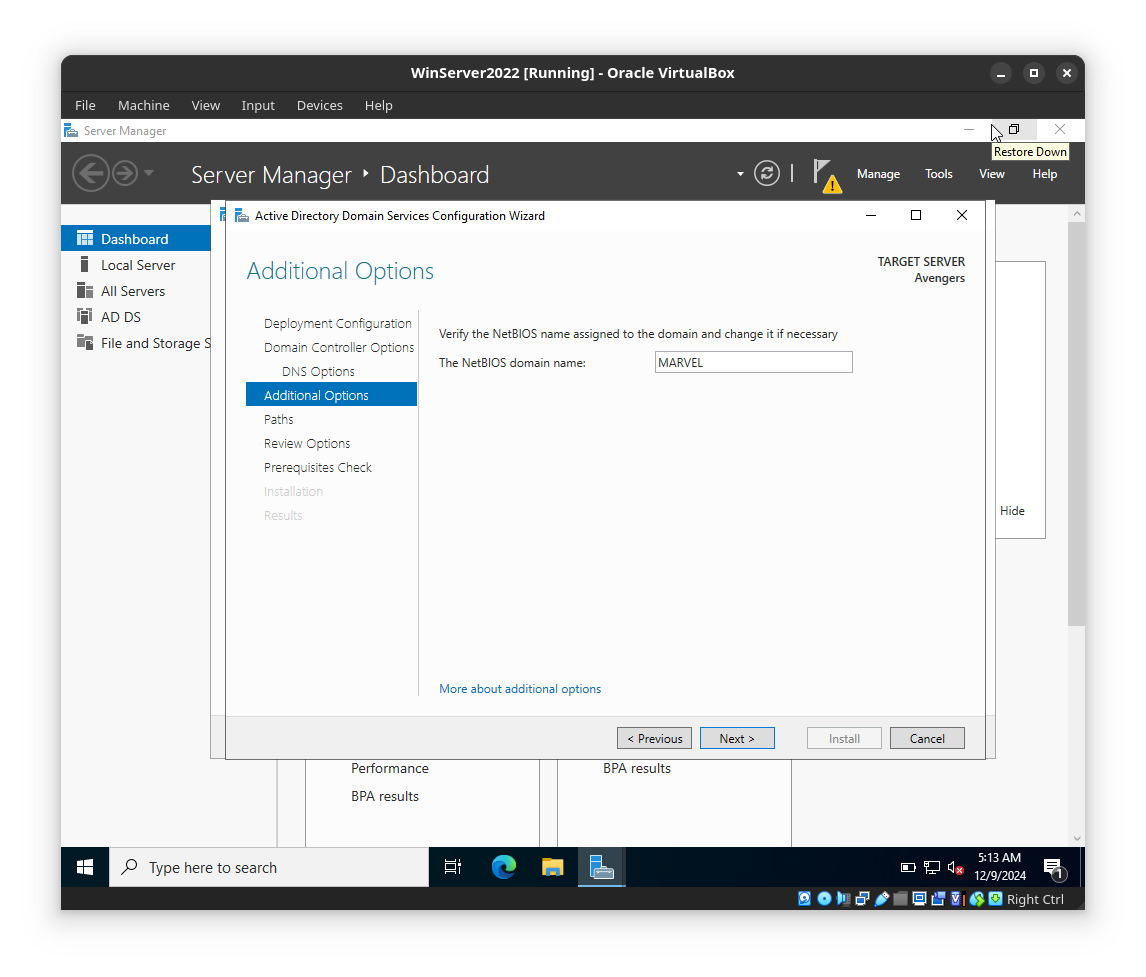 WinServer2022 [Running] - Oracle VirtualBox
File Machine View Input Devices Help
Server Manager
Restore Down
Server Manager Dashboard
Manage Tools View Help
Active Directory Domain Services Configuration Wizard
Dashboard
Local Server
All Servers
AD DS
File and Storage S
Additional Options
TARGET SERVER
Avengers
Deployment Configuration
Domain Controller Options
DNS Options
Additional Options
Paths
Review Options
Prerequisites Check
Installation
Results
Verify the NetBIOS name assigned to the domain and change it if necessary
The NetBIOS domain name: MARVEL
More about additional options
Hide
< Previous Next > Install Cancel
Performance
BPA results
BPA results
Type here to search
5:13 AM
12/9/2024
1
Right Ctrl